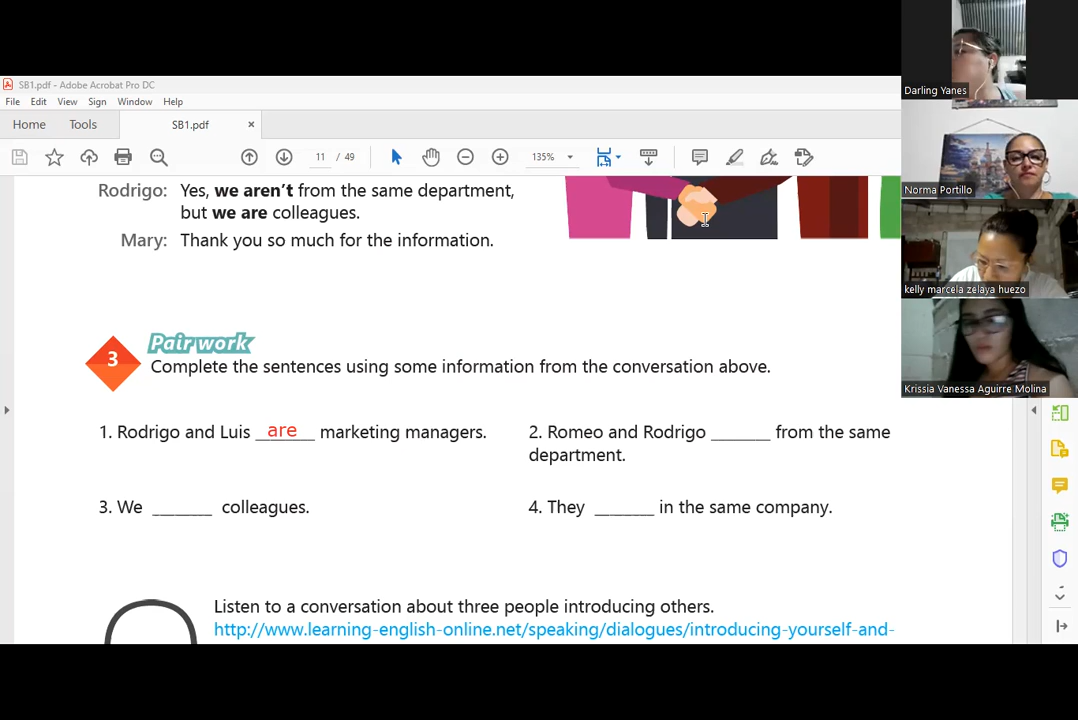 SB1.pdf - Adobe Acrobat Pro DC
File Edit View Sign Window Help
Home Tools SB1.pdf ×
11 / 49 135%
Rodrigo: Yes, we aren't from the same department,
but we are colleagues.
Mary: Thank you so much for the information.
3 Pair work
Complete the sentences using some information from the conversation above.
1. Rodrigo and Luis are marketing managers.
2. Romeo and Rodrigo _______ from the same
department.
3. We _______ colleagues.
4. They _______ in the same company.
Listen to a conversation about three people introducing others.
http://www.learning-english-online.net/speaking/dialogues/introducing-yourself-and-
Darling Yanes
Norma Portillo
kelly marcela zelaya huezo
Krissia Vanessa Aguirre Molina